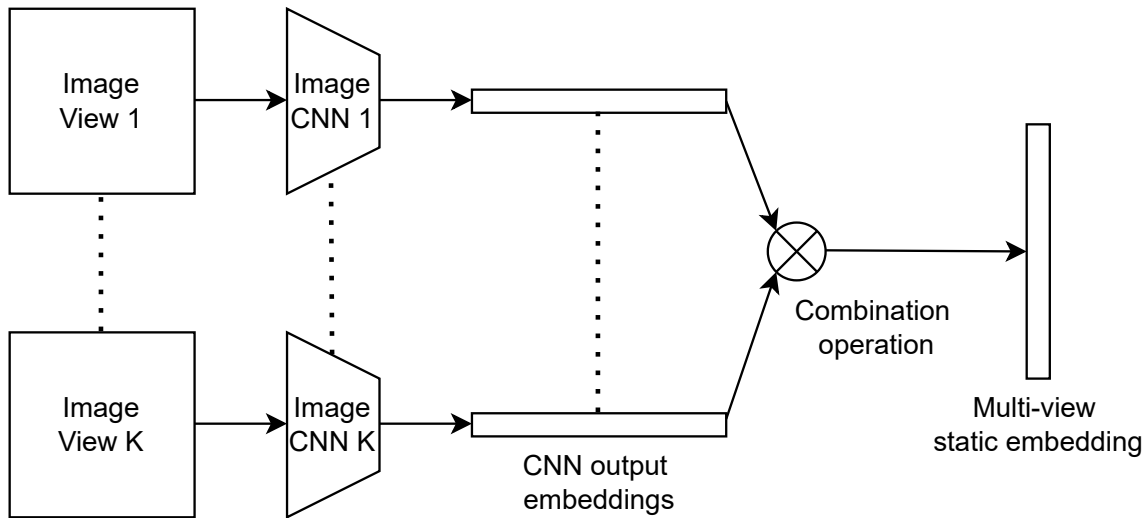 Image
View 1
Image
CNN 1
Combination
operation
Image
View K
Image
CNN K
CNN output
embeddings
Multi-view
static embedding